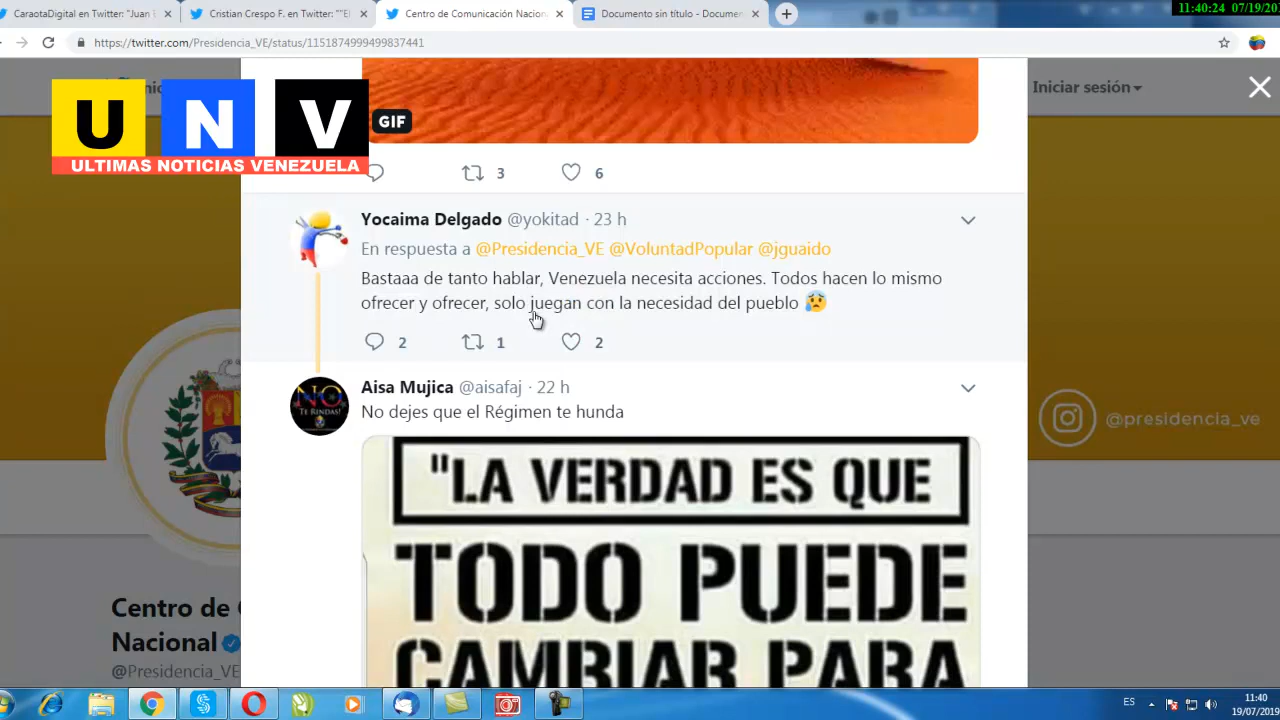 11:40:24 07/19/20
CaraotaDigital en Twitter: "Juan
Cristian Crespo F. en Twitter: ""El
Centro de Comunicación Nacion
Documento sin título - Documen
https://twitter.com/Presidencia_VE/status/1151874999499837441
Iniciar sesión
U N V
ULTIMAS NOTICIAS VENEZUELA
GIF
3 6
Yocaima Delgado @yokitad · 23 h
En respuesta a @Presidencia_VE @VoluntadPopular @jguaido
Bastaaa de tanto hablar, Venezuela necesita acciones. Todos hacen lo mismo
ofrecer y ofrecer, solo juegan con la necesidad del pueblo
2 1 2
Aisa Mujica @aisafaj · 22 h
NO
TE RINDAS!
No dejes que el Régimen te hunda
@presidencia_ve
"LA VERDAD ES QUE
TODO PUEDE
CAMBIAR PARA
Centro de
Nacional
@Presidencia_VE
ES
11:40
19/07/2019